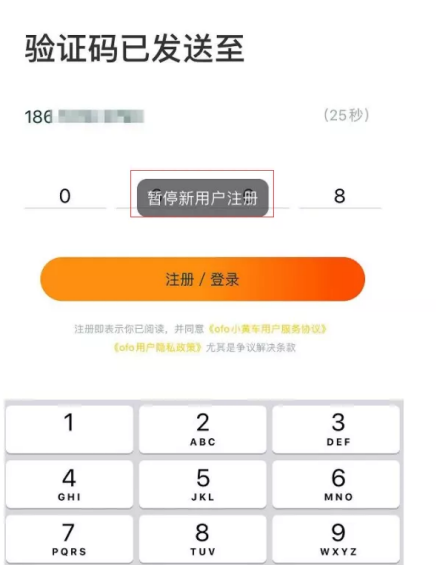 验证码已发送至
186
(25秒)
0
暂停新用户注册
8
注册 / 登录
注册即表示你已阅读，并同意《ofo小黄车用户服务协议》
《ofo用户隐私政策》尤其是争议解决条款
1
2
3
ABC
DEF
4
5
6
GHI
JKL
MNO
7
8
9
PQRS
TUV
WXYZ